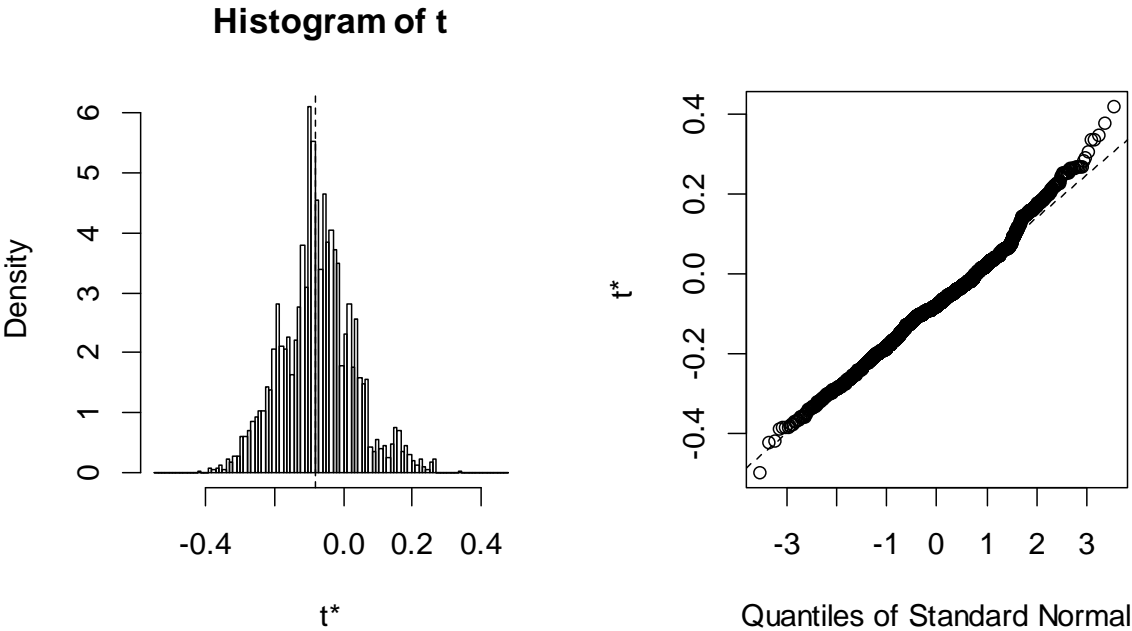 Histogram of t
Density
0 1 2 3 4 5 6
-0.4 0.0 0.2 0.4
t*
t*
-0.4 -0.2 0.0 0.2 0.4
-3 -1 0 1 2 3
Quantiles of Standard Normal